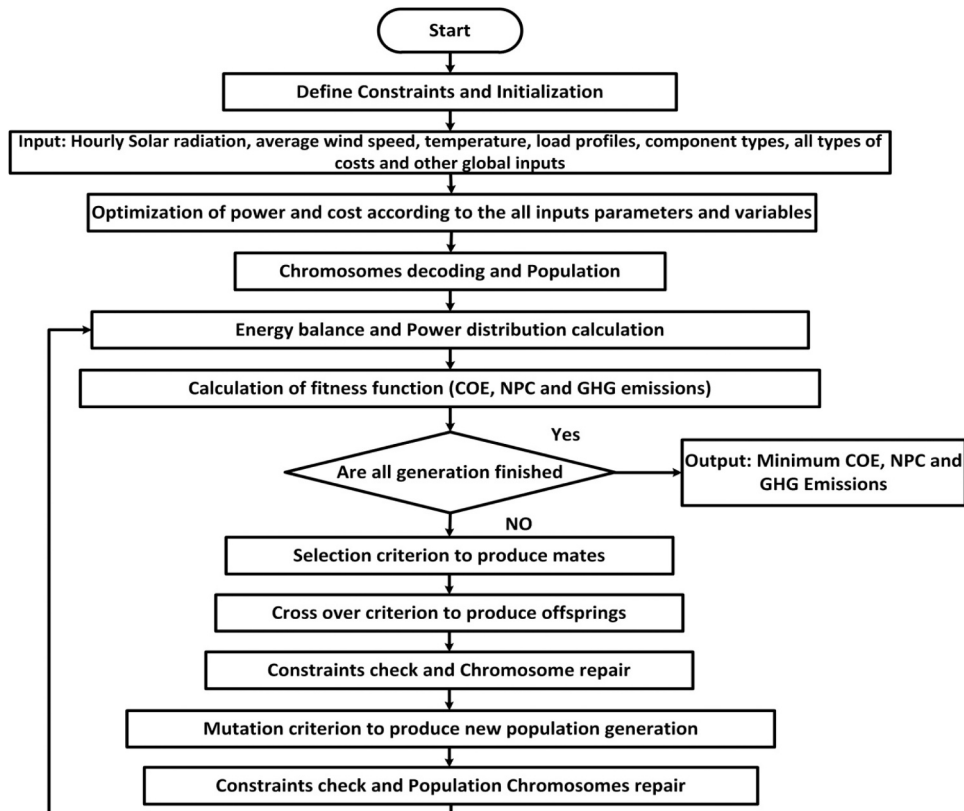 Start
Define Constraints and Initialization
Input: Hourly Solar radiation, average wind speed, temperature, load profiles, component types, all types of
costs and other global inputs
Optimization of power and cost according to the all inputs parameters and variables
Chromosomes decoding and Population
Energy balance and Power distribution calculation
Calculation of fitness function (COE, NPC and GHG emissions)
Yes
Are all generation finished
Output: Minimum COE, NPC and
GHG Emissions
NO
Selection criterion to produce mates
Cross over criterion to produce offsprings
Constraints check and Chromosome repair
Mutation criterion to produce new population generation
Constraints check and Population Chromosomes repair